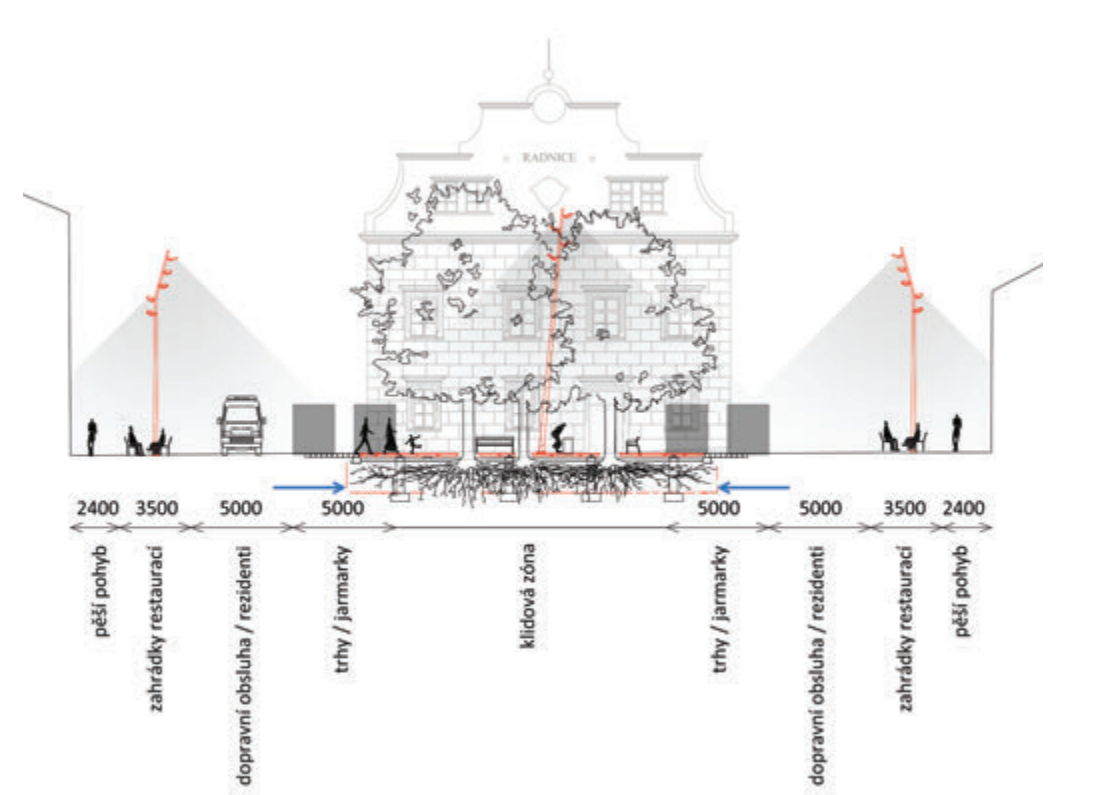 RADNICE
2400 3500 5000 5000 5000 5000 3500 2400
pěší pohyb
zahrádky restaurací
dopravní obsluha / rezidenti
trhy / jarmarky
klidová zóna
trhy / jarmarky
dopravní obsluha / rezidenti
zahrádky restaurací
pěší pohyb